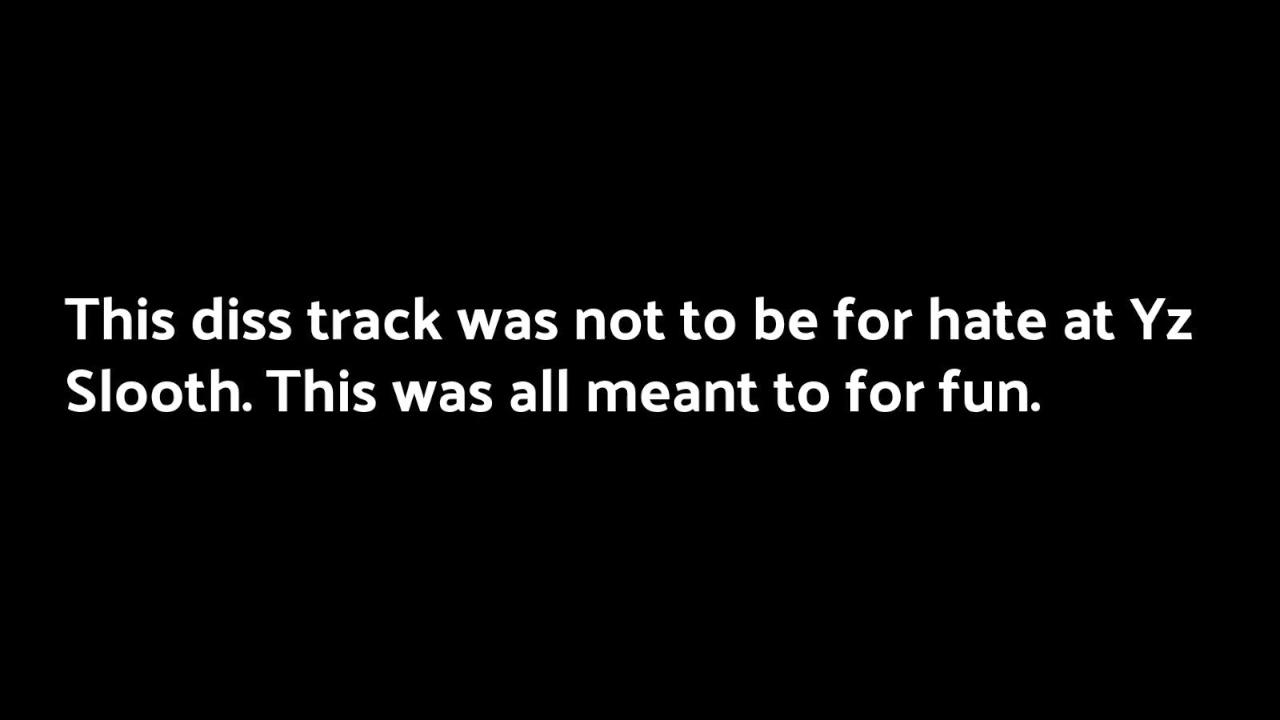 This diss track was not to be for hate at Yz
Slooth. This was all meant to for fun.